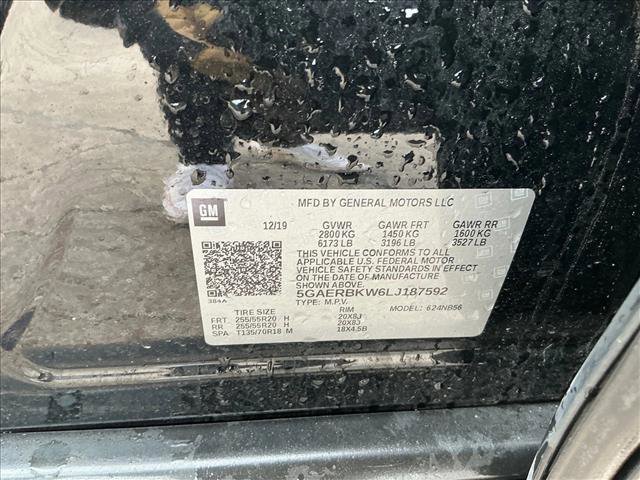 GM
MFD BY GENERAL MOTORS LLC
12/19 GVWR GAWR FRT GAWR RR
2800 KG 1450 KG 1600 KG
6173 LB 3196 LB 3527 LB
THIS VEHICLE CONFORMS TO ALL
APPLICABLE U.S. FEDERAL MOTOR
VEHICLE SAFETY STANDARDS IN EFFECT
ON THE DATE OF MANUFACTURE
SHOWN ABOVE.
384A 5GAERBKW6LJ187592
TYPE: M.P.V. MODEL: 624NB56
TIRE SIZE RIM
FRT 255/55R20 H 20X8J
RR 255/55R20 H 20X8J
SPA T135/70R18 M 18X4.5B